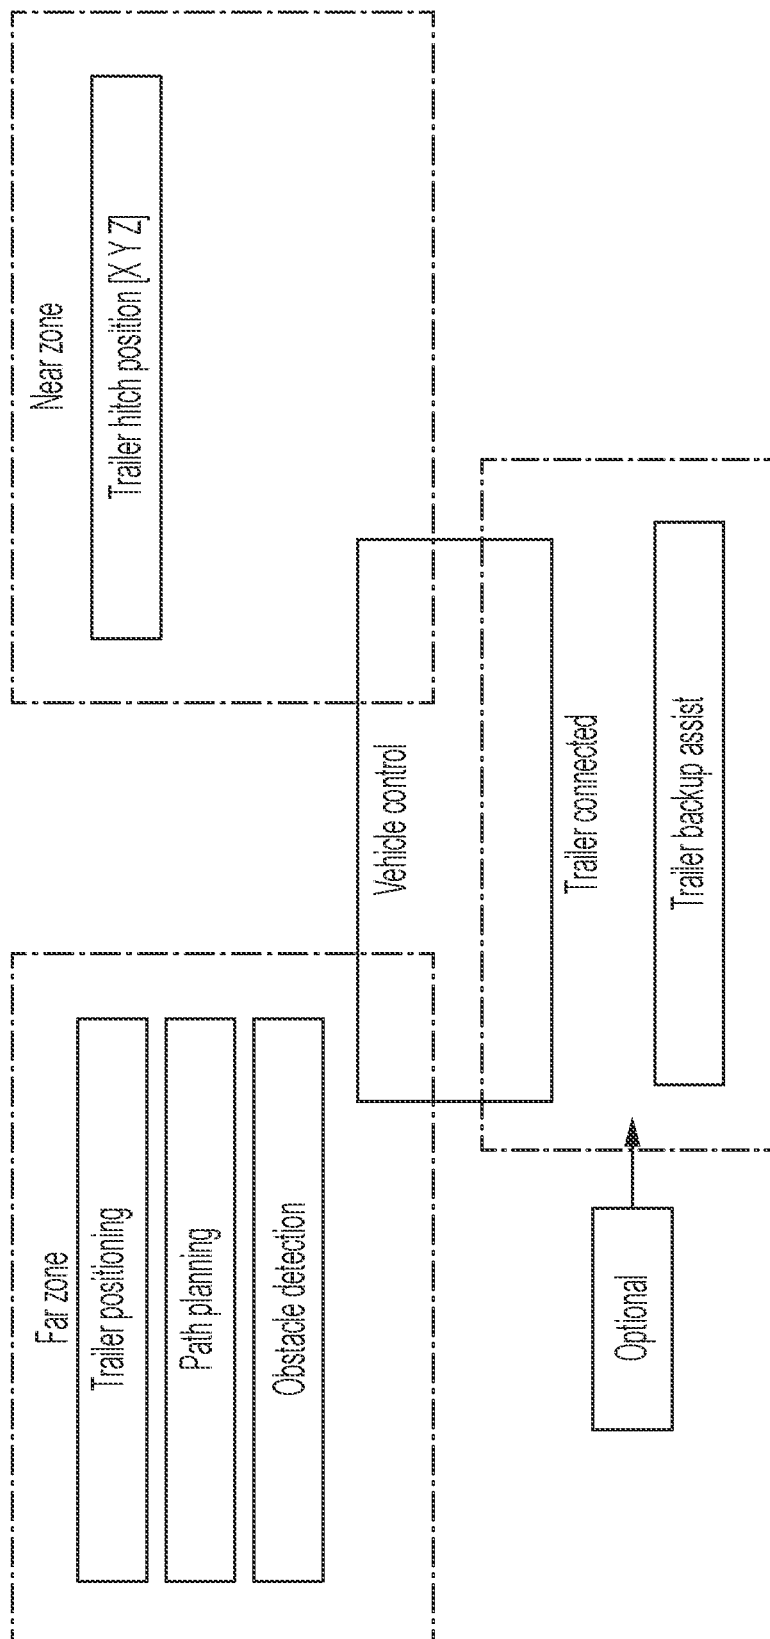 Far zone
Trailer positioning
Path planning
Obstacle detection
Near zone
Trailer hitch position [X Y Z]
Vehicle control
Trailer connected
Trailer backup assist
Optional